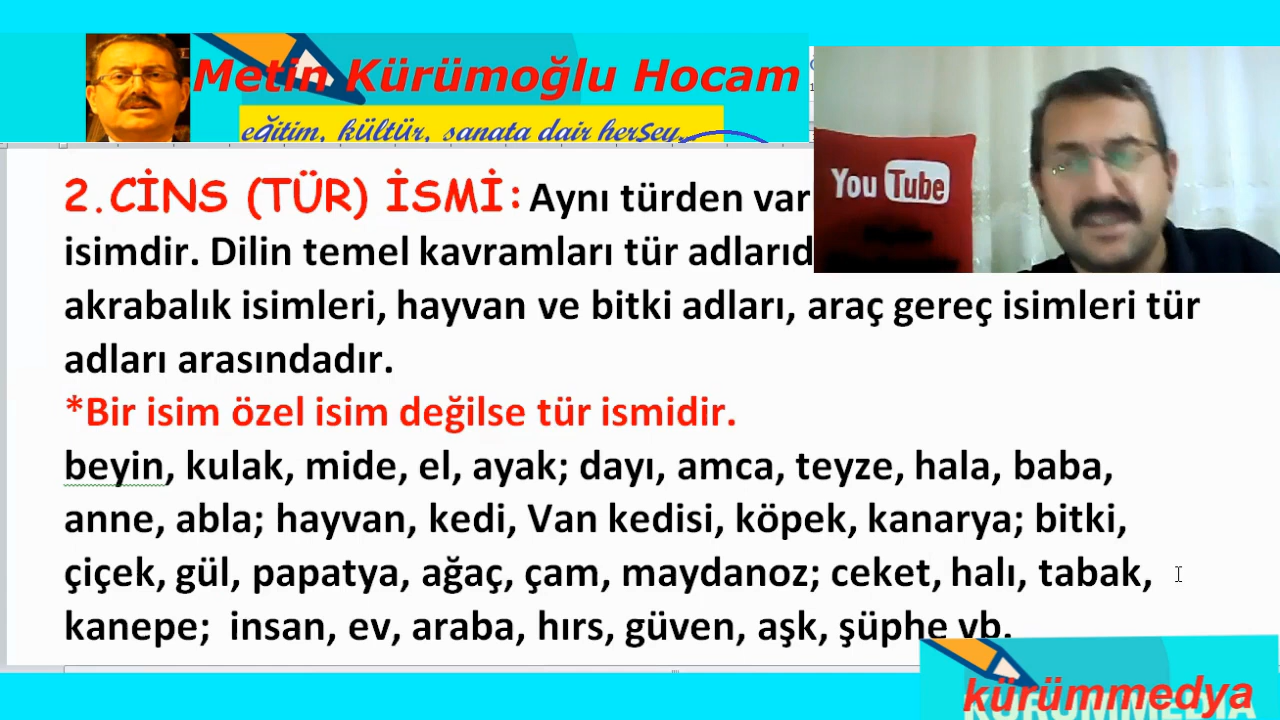 Metin Kürümoğlu Hocam
eğitim, kültür, sanata dair herşey..
You Tube
2.CİNS (TÜR) İSMİ: Aynı türden var
isimdir. Dilin temel kavramları tür adlarıd
akrabalık isimleri, hayvan ve bitki adları, araç gereç isimleri tür
adları arasındadır.
*Bir isim özel isim değilse tür ismidir.
beyin, kulak, mide, el, ayak; dayı, amca, teyze, hala, baba,
anne, abla; hayvan, kedi, Van kedisi, köpek, kanarya; bitki,
çiçek, gül, papatya, ağaç, çam, maydanoz; ceket, halı, tabak,
kanepe; insan, ev, araba, hırs, güven, aşk, şüphe vb.
kürümmedya
KÜRÜMMEDİA